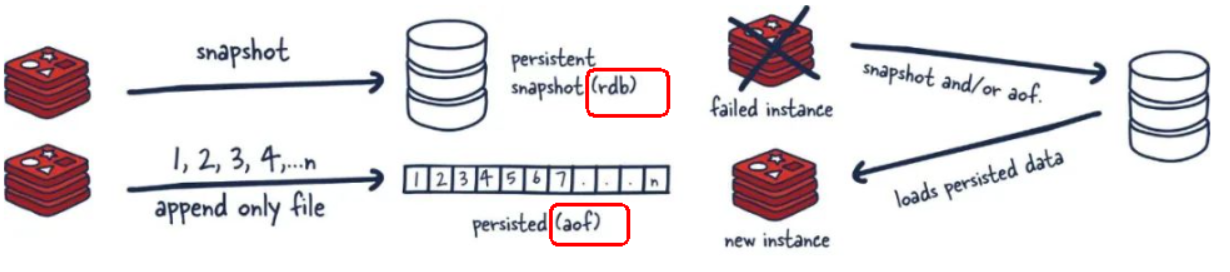 snapshot
persistent
snapshot (rdb)
1, 2, 3, 4,...n
append only file
1 2 3 4 5 6 7 . . . n
persisted (aof)
failed instance
snapshot and/or aof.
loads persisted data
new instance